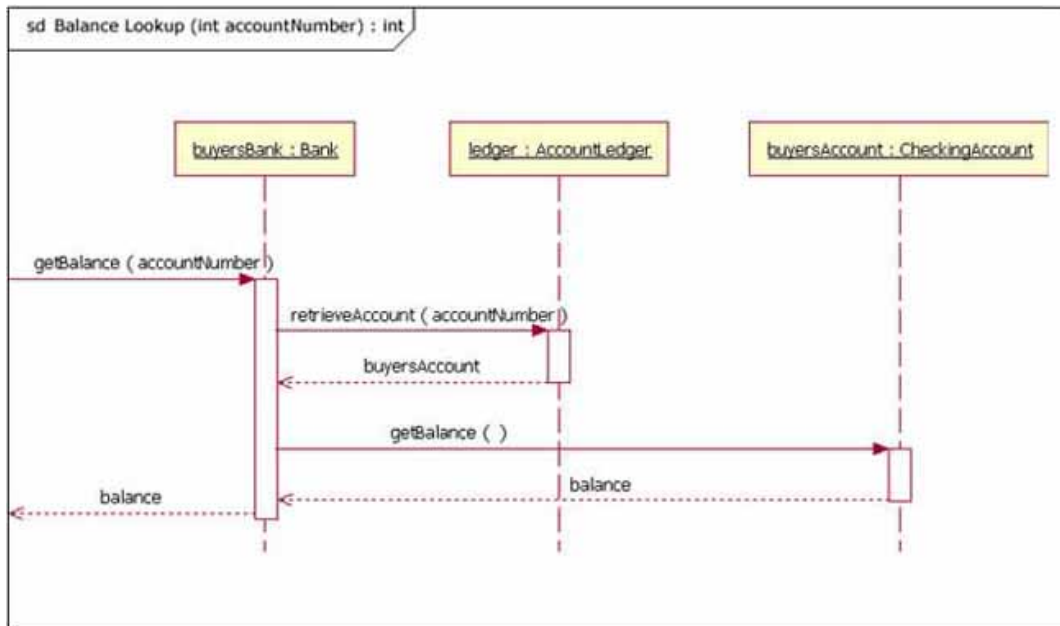 sd Balance Lookup (int accountNumber) : int
buyersBank : Bank
ledger : AccountLedger
buyersAccount : CheckingAccount
getBalance ( accountNumber )
retrieveAccount ( accountNumber )
buyersAccount
getBalance ( )
balance
balance